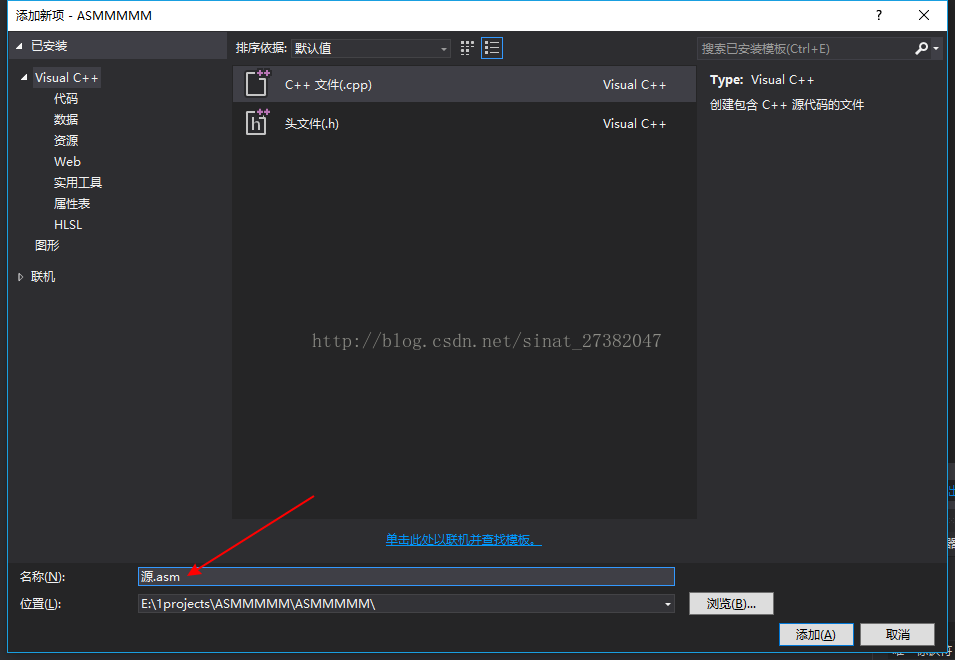 添加新项 - ASMMMMM
?
已安装
排序依据: 默认值
搜索已安装模板(Ctrl+E)
Visual C++
代码
数据
资源
Web
实用工具
属性表
HLSL
图形
联机
C++ 文件(.cpp) Visual C++
头文件(.h) Visual C++
Type: Visual C++
创建包含 C++ 源代码的文件
http://blog.csdn.net/sinat_27382047
单击此处以联机并查找模板。
名称(N): 源.asm
位置(L): E:\1projects\ASMMMMM\ASMMMMM\
浏览(B)...
添加(A) 取消